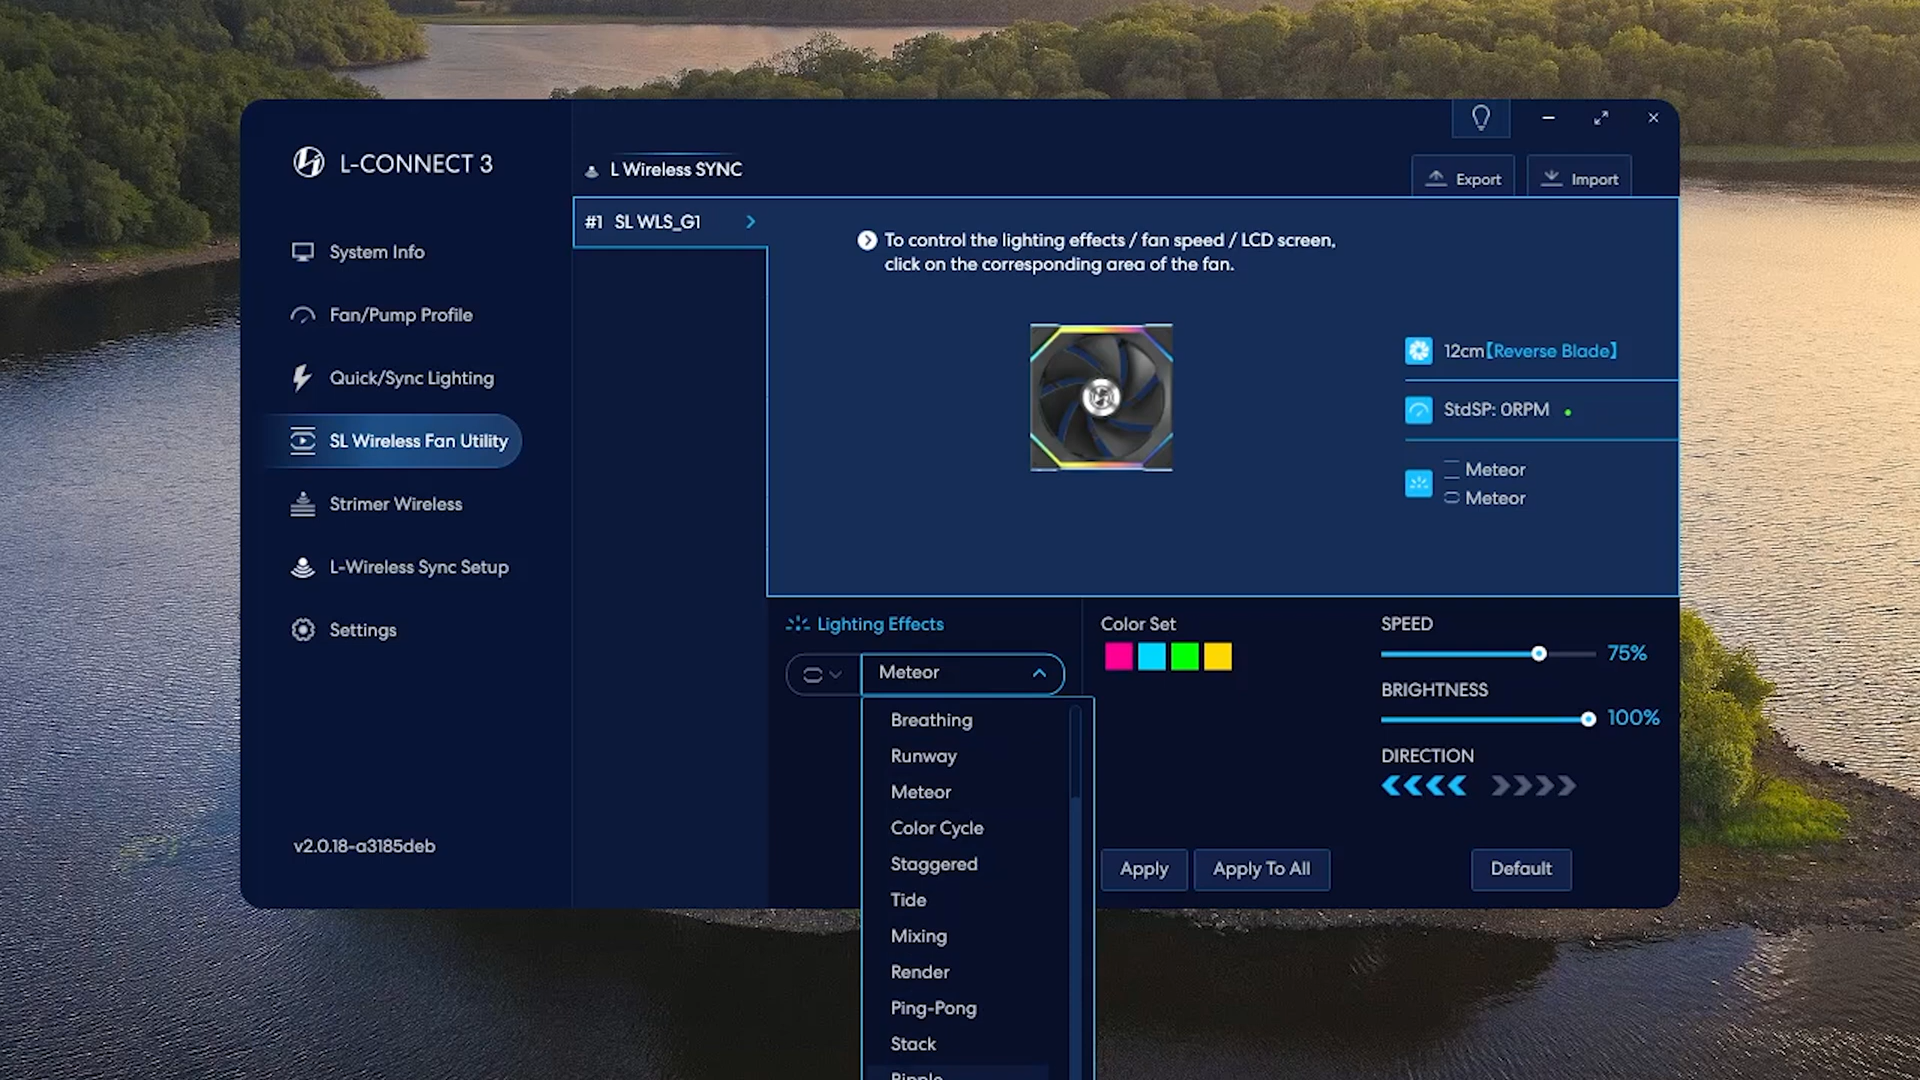 L-CONNECT 3
System Info
Fan/Pump Profile
Quick/Sync Lighting
SL Wireless Fan Utility
Strimer Wireless
L-Wireless Sync Setup
Settings
v2.0.18-a3185deb
L Wireless SYNC
Export
Import
#1 SL WLS_G1
To control the lighting effects / fan speed / LCD screen,
click on the corresponding area of the fan.
12cm【Reverse Blade】
StdSP: 0RPM
Meteor
Meteor
Lighting Effects
Meteor
Breathing
Runway
Meteor
Color Cycle
Staggered
Tide
Mixing
Render
Ping-Pong
Stack
Ripple
Color Set
SPEED
75%
BRIGHTNESS
100%
DIRECTION
Apply
Apply To All
Default